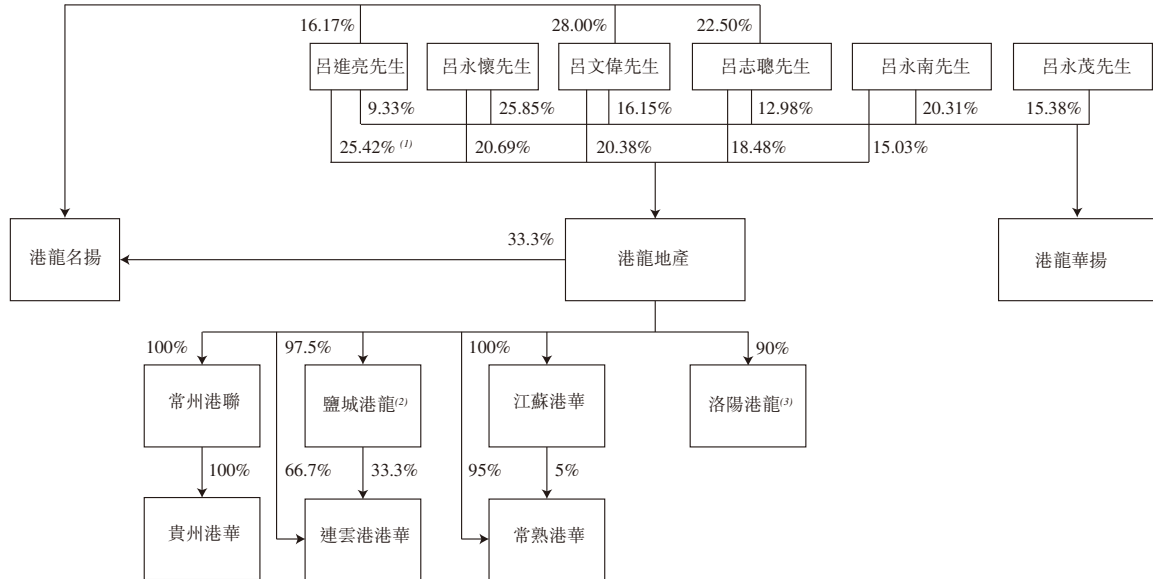 16.17% 28.00% 22.50%
呂進亮先生 呂永懷先生 呂文偉先生 呂志聰先生 呂永南先生 呂永茂先生
9.33% 25.85% 16.15% 12.98% 20.31% 15.38%
25.42% (1) 20.69% 20.38% 18.48% 15.03%
33.3%
港龍名揚 港龍地產 港龍華揚
100% 97.5% 100% 90%
常州港聯 鹽城港龍(2) 江蘇港華 洛陽港龍(3)
100% 66.7% 33.3% 95% 5%
貴州港華 連雲港港華 常熟港華